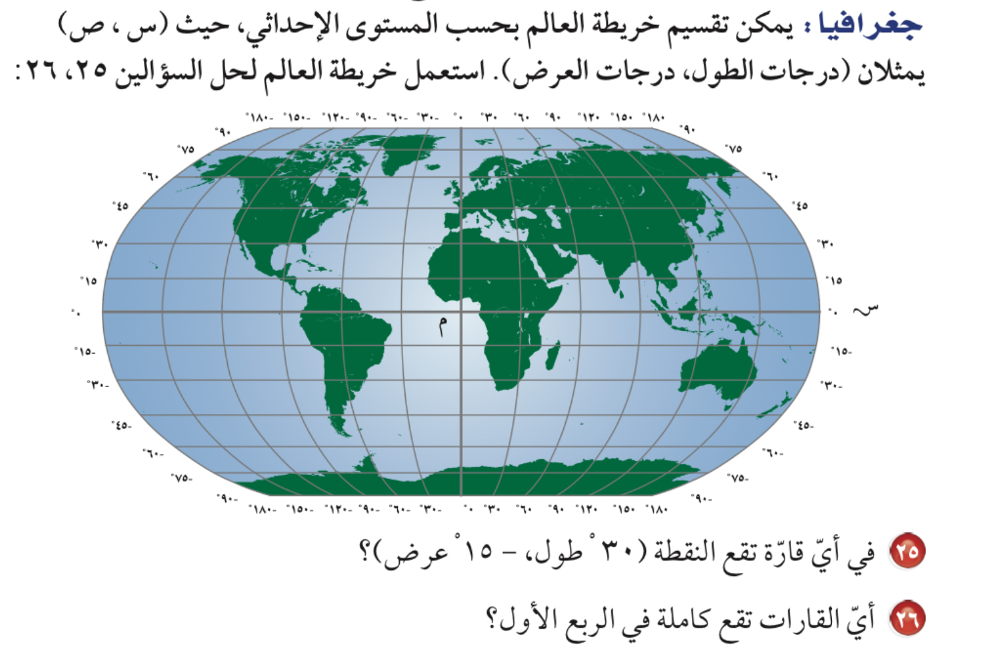 جغرافيا: يمكن تقسيم خريطة العالم بحسب المستوى الإحداثي، حيث (س ، ص)
يمثلان (درجات الطول، درجات العرض). استعمل خريطة العالم لحل السؤالين ٢٥، ٢٦:
-١٨٠° -١٥٠° -١٢٠° -٩٠° -٦٠° -٣٠° ٠° ٣٠° ٦٠° ٩٠° ١٢٠° ١٥٠° ١٨٠°
٩٠° ٩٠°
٧٥° ٧٥°
٦٠° ٦٠°
٤٥° ٤٥°
٣٠° ٣٠°
١٥° ١٥°
٠° ٠° س
م
-١٥° -١٥°
-٣٠° -٣٠°
-٤٥° -٤٥°
-٦٠° -٦٠°
-٧٥° -٧٥°
-٩٠° -٩٠°
-١٨٠° -١٥٠° -١٢٠° -٩٠° -٦٠° -٣٠° ٠° ٣٠° ٦٠° ٩٠° ١٢٠° ١٥٠° ١٨٠°
٢٥ في أيّ قارّة تقع النقطة (٣٠° طول، – ١٥° عرض)؟
٢٦ أيّ القارات تقع كاملة في الربع الأول؟